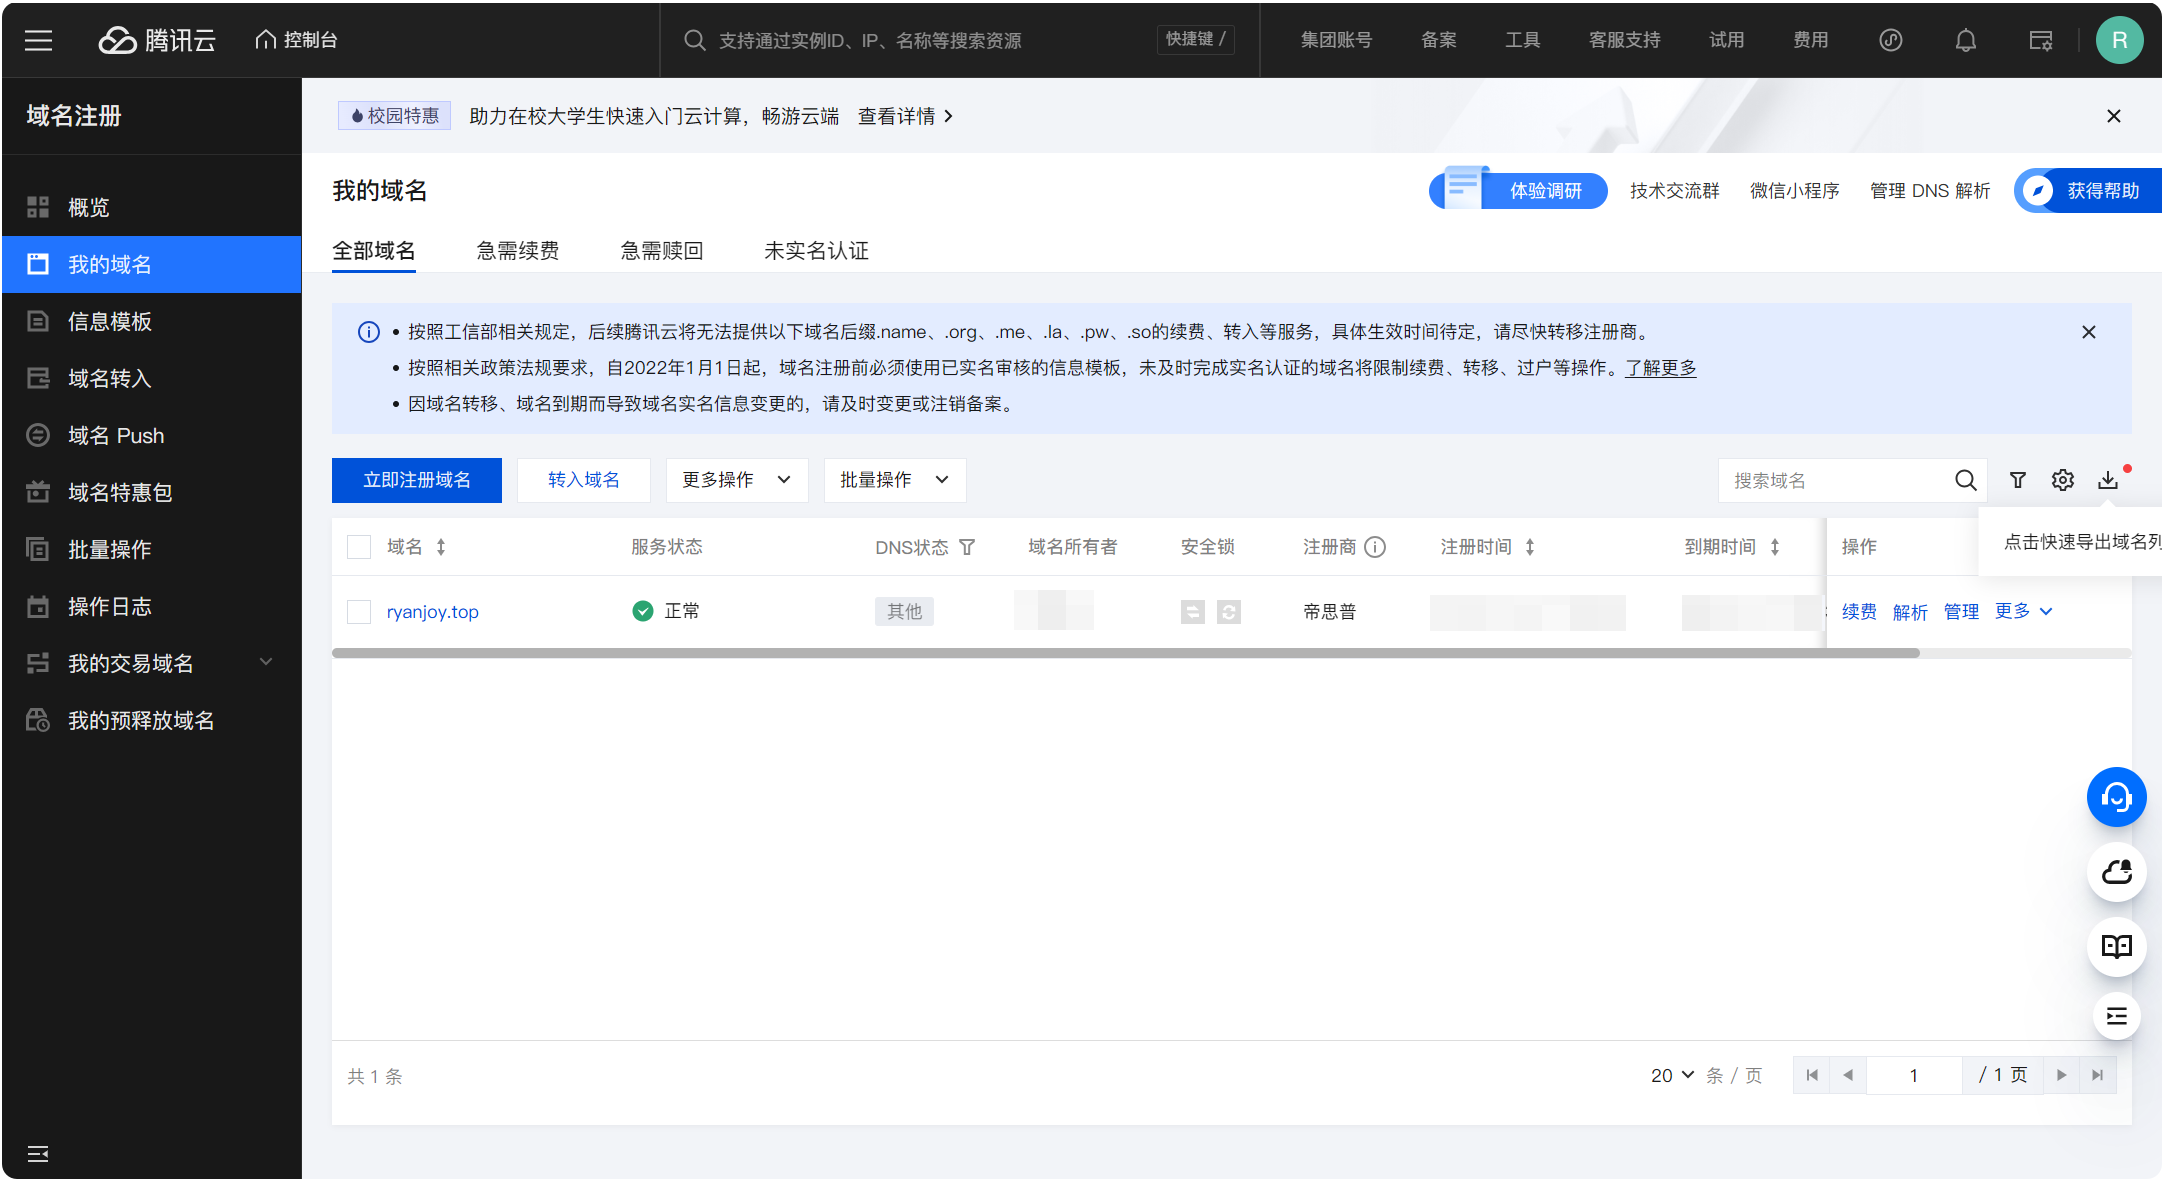 腾讯云
控制台
支持通过实例ID、IP、名称等搜索资源
快捷键 /
集团账号
备案
工具
客服支持
试用
费用
R
域名注册
概览
我的域名
信息模板
域名转入
域名 Push
域名特惠包
批量操作
操作日志
我的交易域名
我的预释放域名
校园特惠
助力在校大学生快速入门云计算，畅游云端 查看详情
我的域名
体验调研
技术交流群
微信小程序
管理 DNS 解析
获得帮助
全部域名
急需续费
急需赎回
未实名认证
• 按照工信部相关规定，后续腾讯云将无法提供以下域名后缀.name、.org、.me、.la、.pw、.so的续费、转入等服务，具体生效时间待定，请尽快转移注册商。
• 按照相关政策法规要求，自2022年1月1日起，域名注册前必须使用已实名审核的信息模板，未及时完成实名认证的域名将限制续费、转移、过户等操作。了解更多
• 因域名转移、域名到期而导致域名实名信息变更的，请及时变更或注销备案。
立即注册域名
转入域名
更多操作
批量操作
搜索域名
点击快速导出域名列
域名
服务状态
DNS状态
域名所有者
安全锁
注册商
注册时间
到期时间
操作
ryanjoy.top
正常
其他
帝思普
续费
解析
管理
更多
共 1 条
20
条 / 页
1
/ 1 页